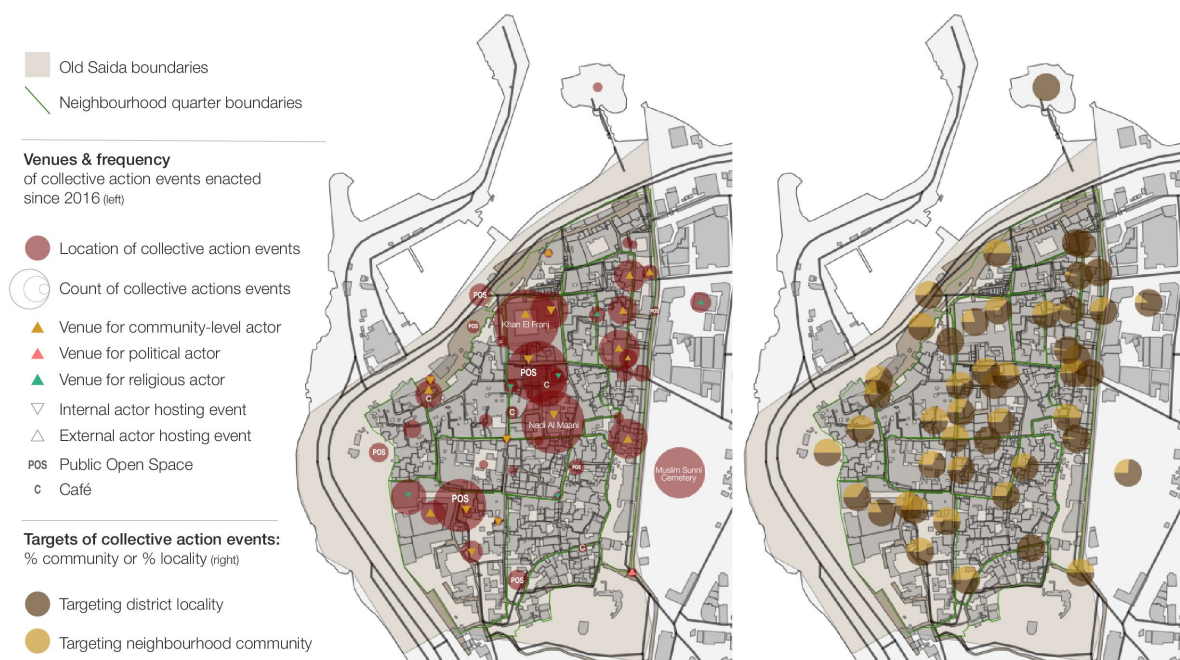 Old Saida boundaries
Neighbourhood quarter boundaries
Venues & frequency
of collective action events enacted
since 2016 (left)
Location of collective action events
Count of collective actions events
Venue for community-level actor
Venue for political actor
Venue for religious actor
Internal actor hosting event
External actor hosting event
POS Public Open Space
C Café
Targets of collective action events:
% community or % locality (right)
Targeting district locality
Targeting neighbourhood community
POS
POS
POS
Khan El Franj
C
POS
C
C
C
Nadi Al Maani
POS
POS
Muslim Sunni
Cemetery
POS
C
POS